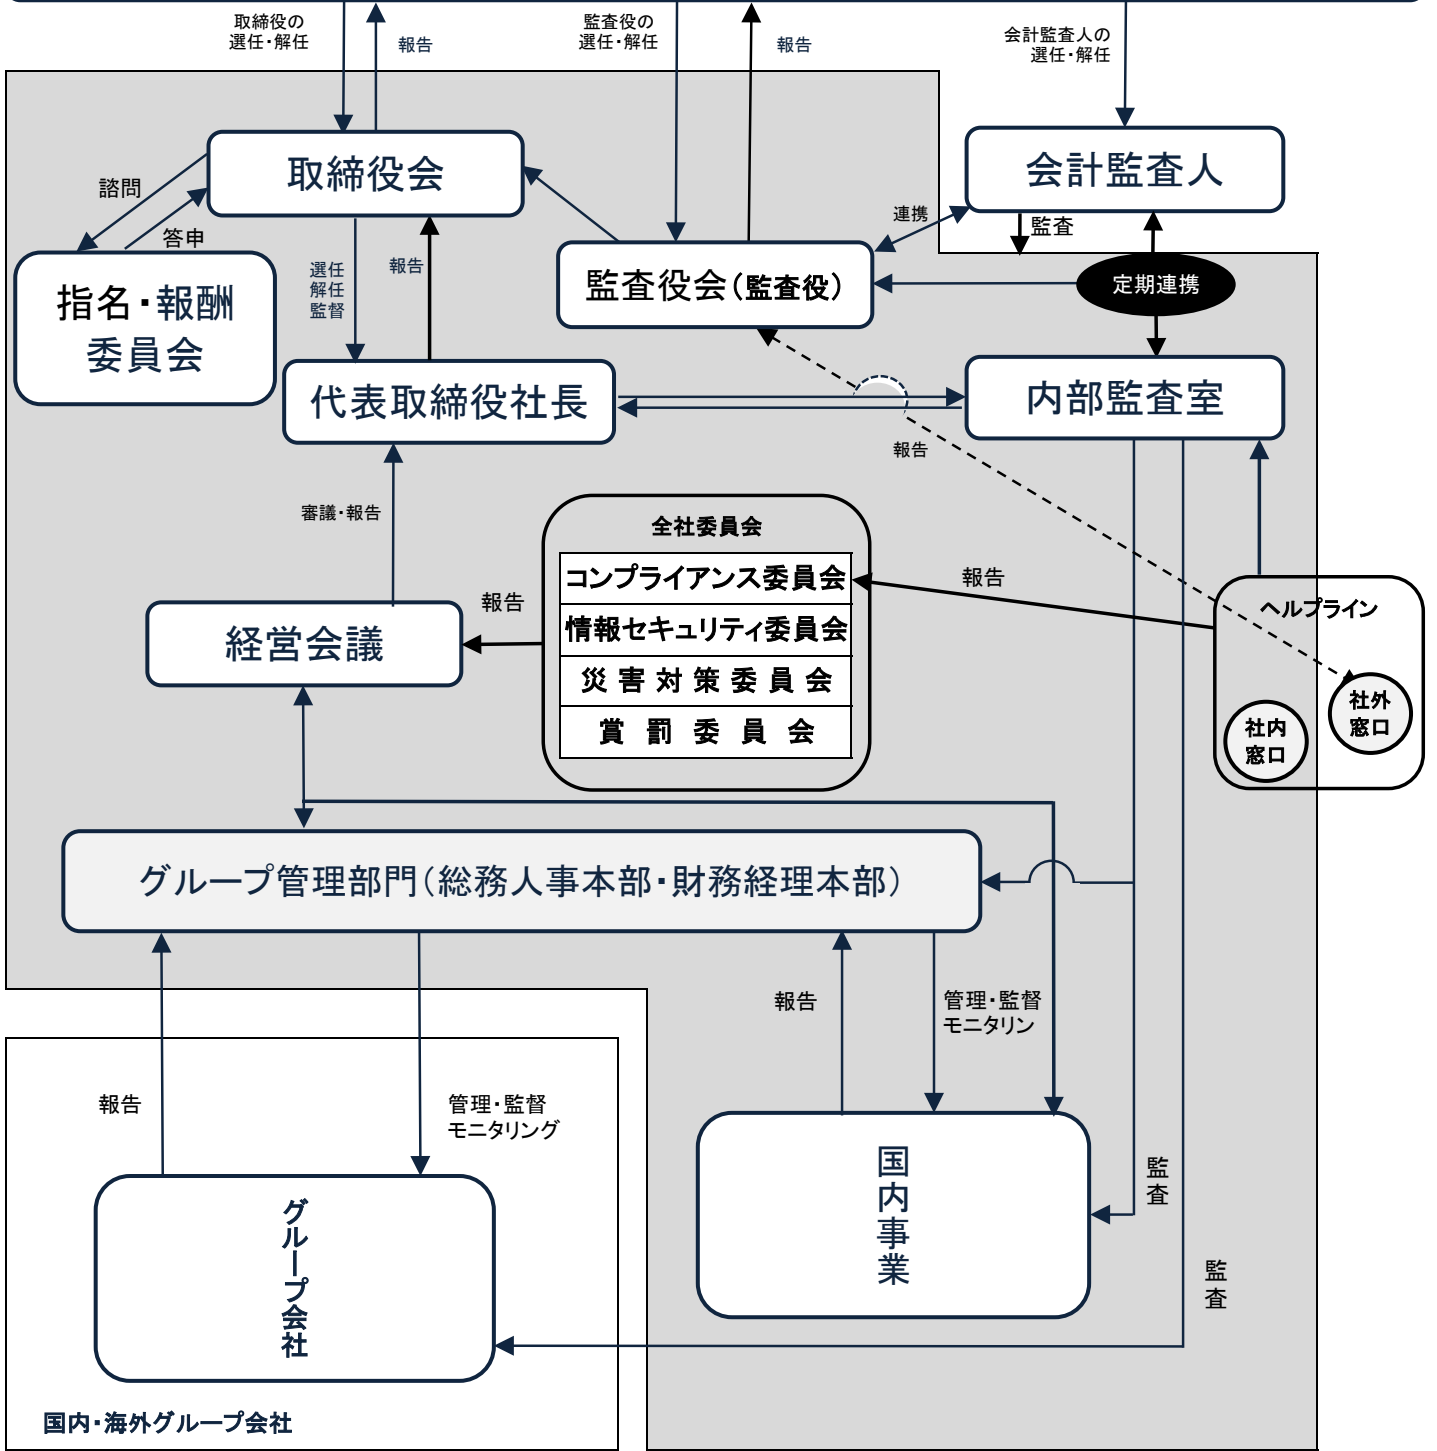 取締役の
選任・解任
報告
監査役の
選任・解任
報告
会計監査人の
選任・解任
取締役会
会計監査人
諮問
答申
連携
監査
選任
解任
監督
報告
監査役会(監査役)
定期連携
指名・報酬
委員会
代表取締役社長
内部監査室
報告
審議・報告
全社委員会
コンプライアンス委員会
情報セキュリティ委員会
災害対策委員会
賞罰委員会
報告
報告
ヘルプライン
社外
窓口
社内
窓口
経営会議
グループ管理部門(総務人事本部・財務経理本部)
報告
管理・監督
モニタリン
報告
管理・監督
モニタリング
国内事業
監査
監査
グループ会社
国内・海外グループ会社